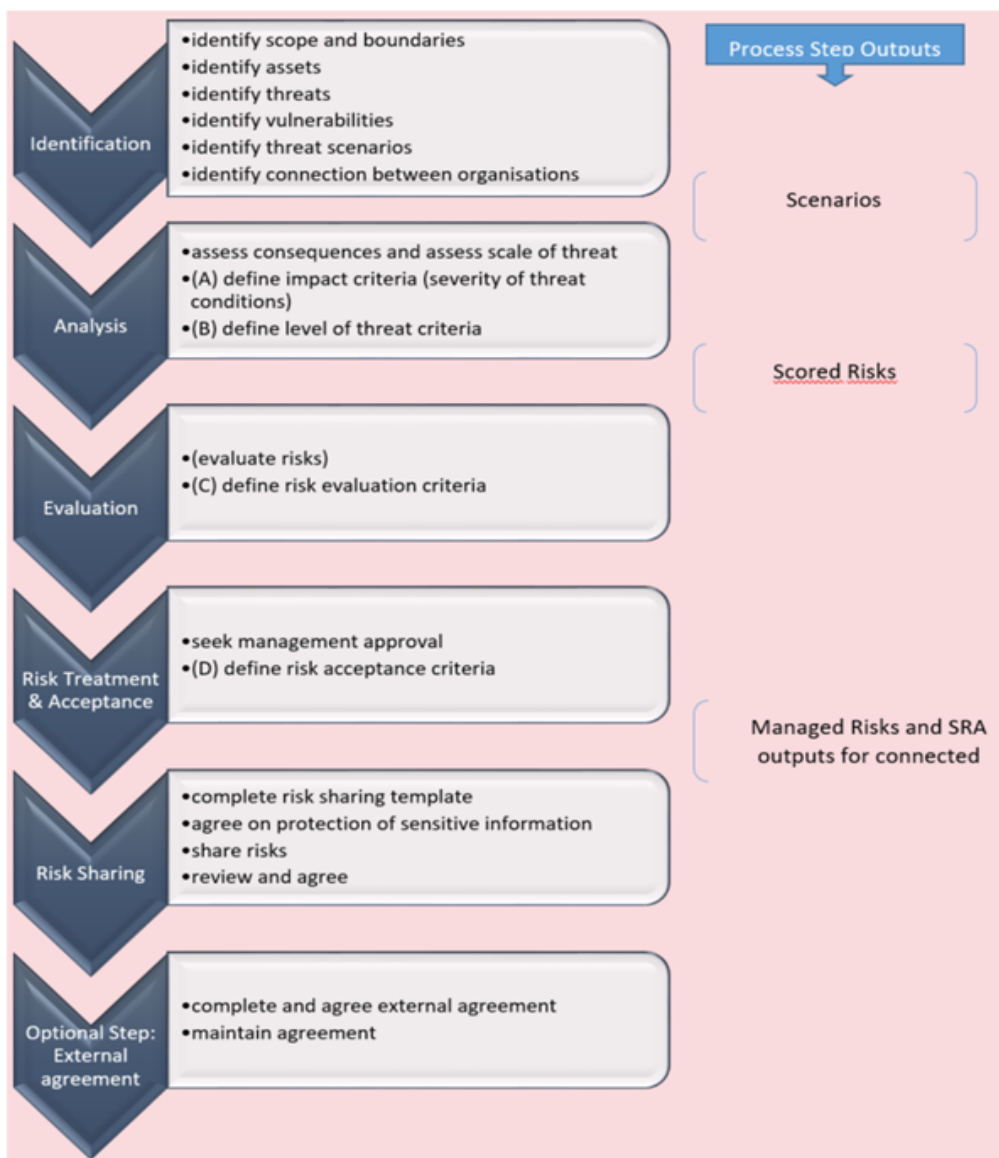 Process Step Outputs
Identification
•identify scope and boundaries
•identify assets
•identify threats
•identify vulnerabilities
•identify threat scenarios
•identify connection between organisations
Scenarios
Analysis
•assess consequences and assess scale of threat
•(A) define impact criteria (severity of threat
conditions)
•(B) define level of threat criteria
Scored Risks
Evaluation
•(evaluate risks)
•(C) define risk evaluation criteria
Risk Treatment
& Acceptance
•seek management approval
•(D) define risk acceptance criteria
Managed Risks and SRA
outputs for connected
Risk Sharing
•complete risk sharing template
•agree on protection of sensitive information
•share risks
•review and agree
Optional Step:
External
agreement
•complete and agree external agreement
•maintain agreement